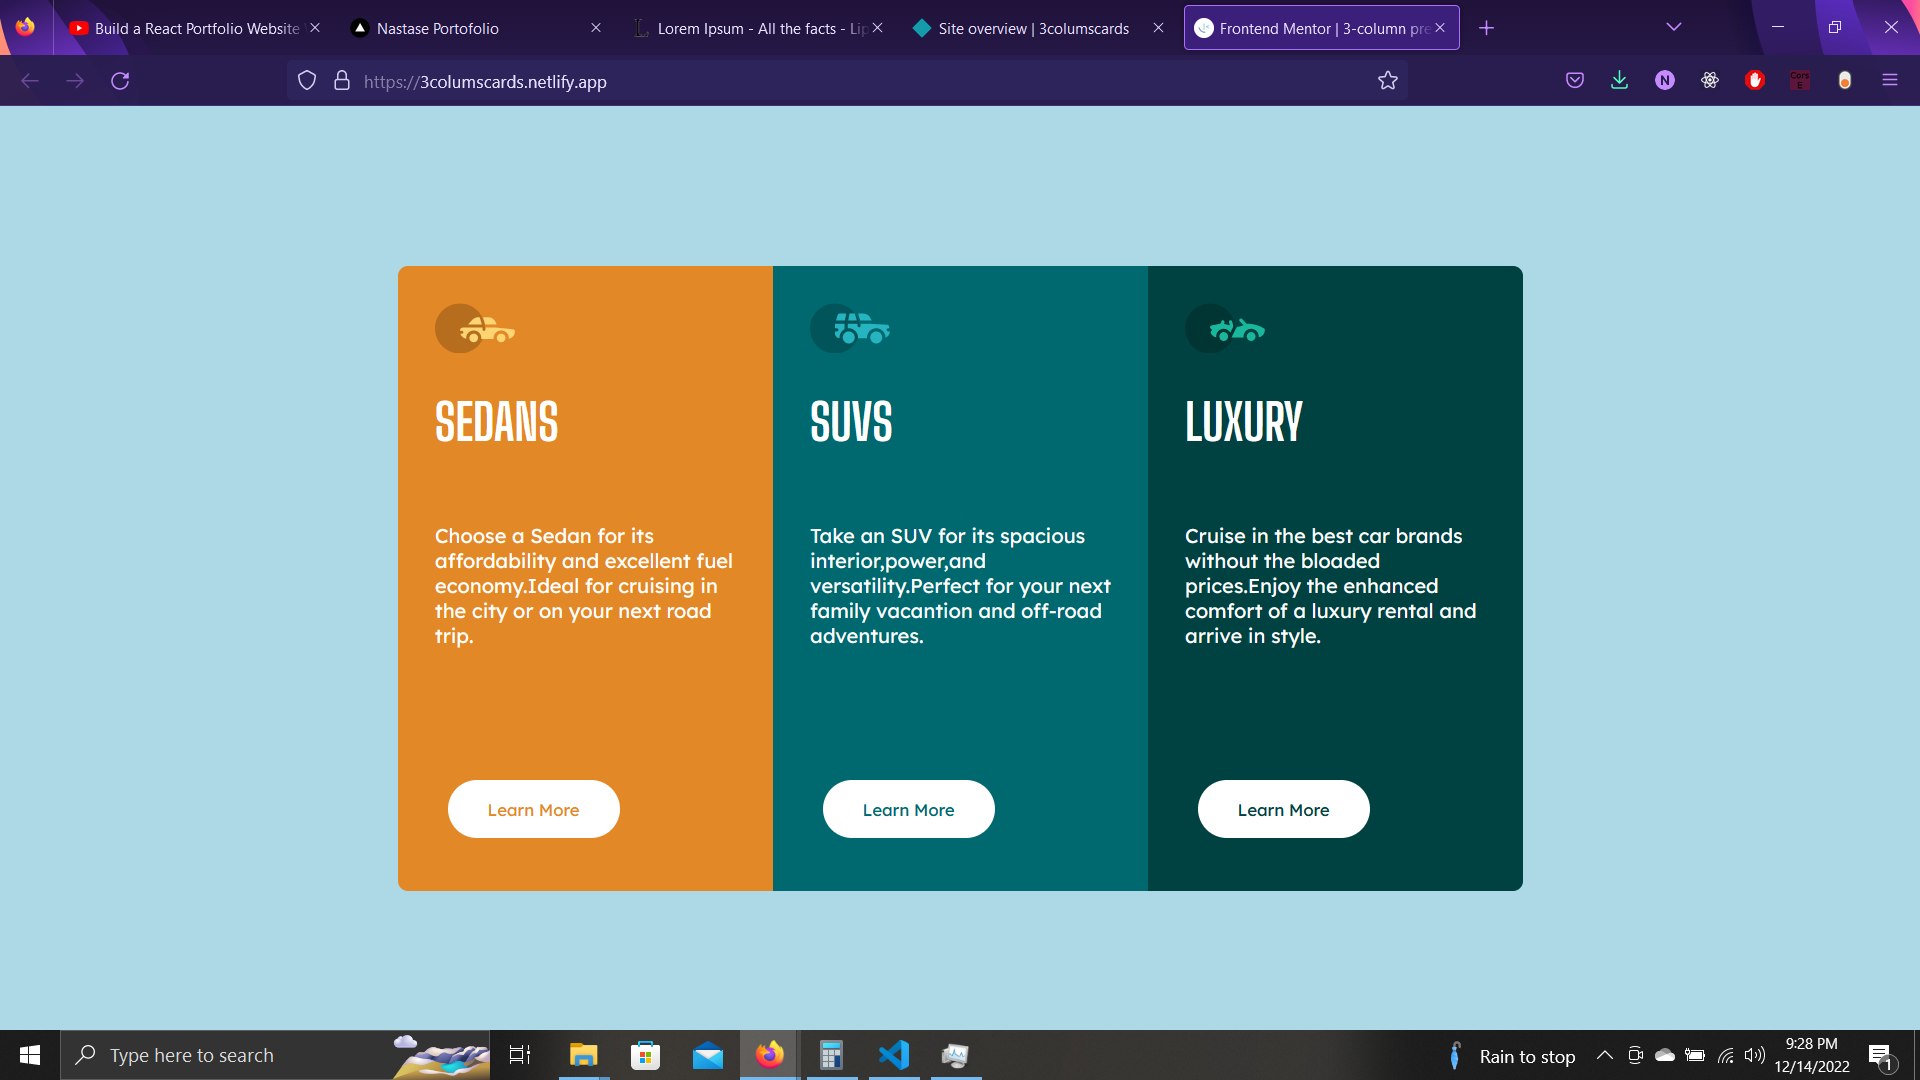 Build a React Portfolio Website
Nastase Portofolio
Lorem Ipsum - All the facts - Lip
Site overview | 3columscards
Frontend Mentor | 3-column pre
https://3columscards.netlify.app
N
Cors
E
SEDANS
Choose a Sedan for its
affordability and excellent fuel
economy.Ideal for cruising in
the city or on your next road
trip.
Learn More
SUVS
Take an SUV for its spacious
interior,power,and
versatility.Perfect for your next
family vacantion and off-road
adventures.
Learn More
LUXURY
Cruise in the best car brands
without the bloaded
prices.Enjoy the enhanced
comfort of a luxury rental and
arrive in style.
Learn More
Type here to search
Rain to stop
9:28 PM
12/14/2022
1